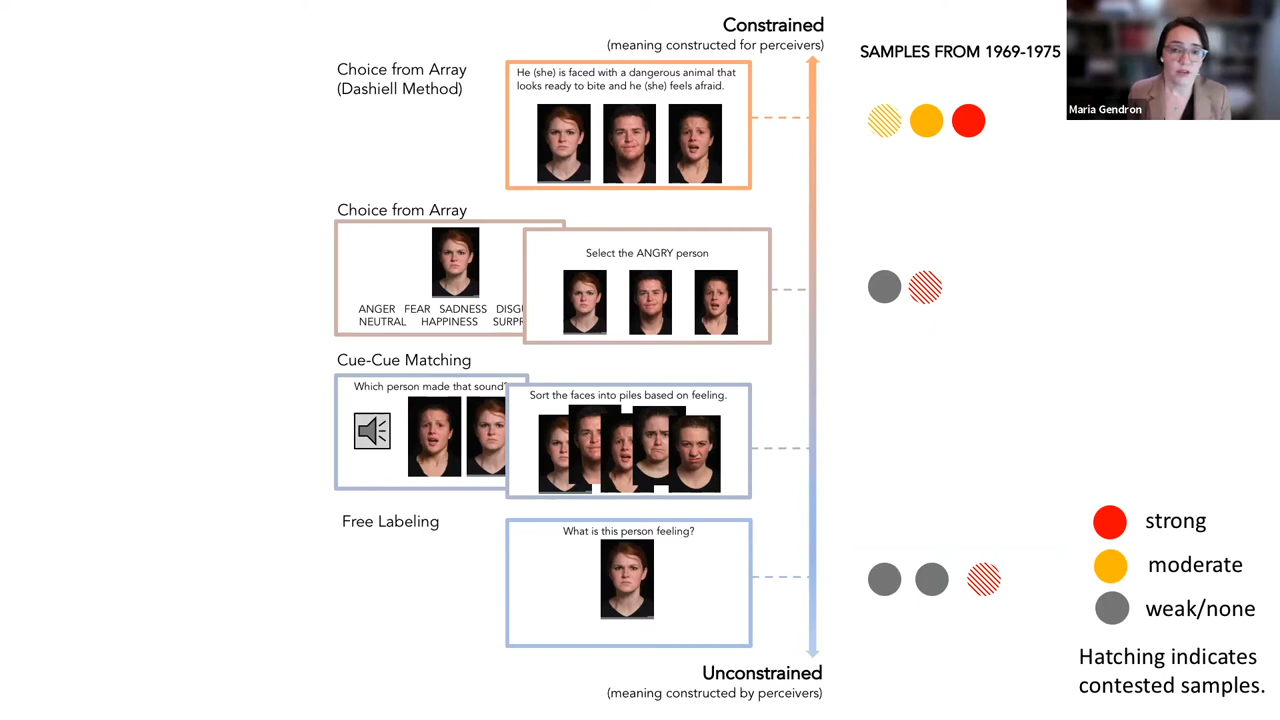 Constrained
(meaning constructed for perceivers)
SAMPLES FROM 1969-1975
Maria Gendron
Choice from Array
(Dashiell Method)
He (she) is faced with a dangerous animal that
looks ready to bite and he (she) feels afraid.
Choice from Array
ANGER FEAR SADNESS DISGU
NEUTRAL HAPPINESS SURPR
Select the ANGRY person
Cue-Cue Matching
Which person made that sound?
Sort the faces into piles based on feeling.
Free Labeling
What is this person feeling?
Unconstrained
(meaning constructed by perceivers)
strong
moderate
weak/none
Hatching indicates
contested samples.